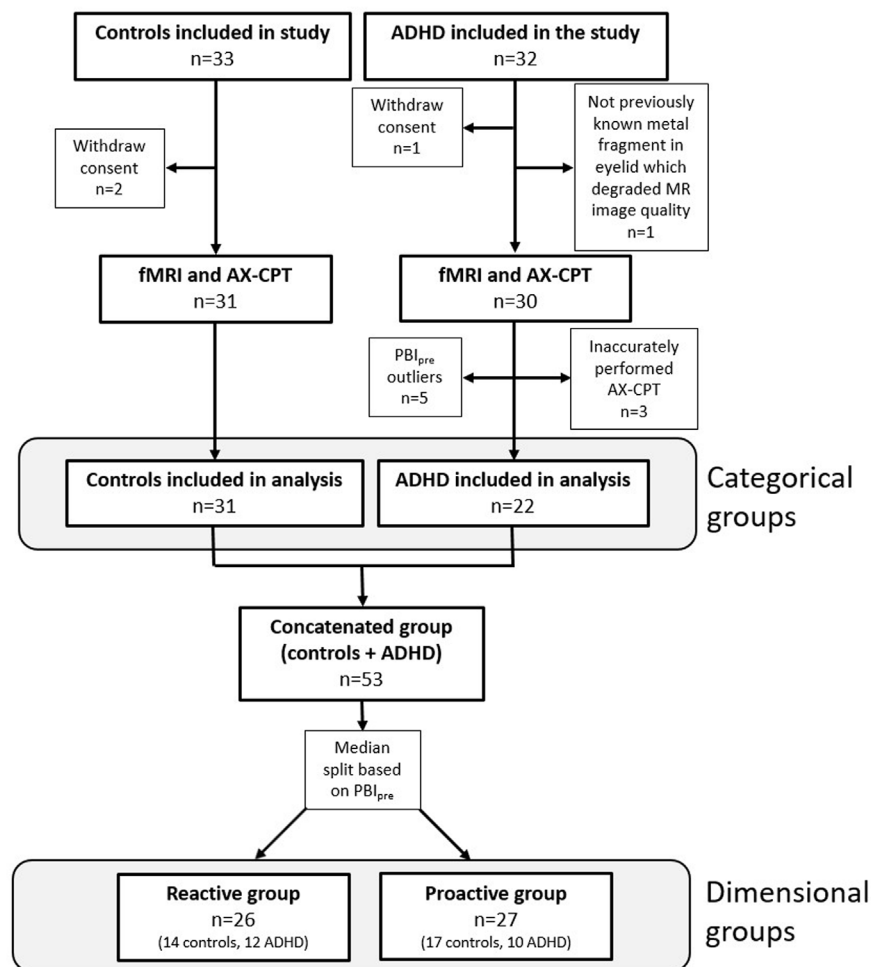 Controls included in study
n=33
ADHD included in the study
n=32
Withdraw
consent
n=2
Withdraw
consent
n=1
Not previously
known metal
fragment in
eyelid which
degraded MR
image quality
n=1
fMRI and AX-CPT
n=31
fMRI and AX-CPT
n=30
PBIpre
outliers
n=5
Inaccurately
performed
AX-CPT
n=3
Controls included in analysis
n=31
ADHD included in analysis
n=22
Categorical
groups
Concatenated group
(controls + ADHD)
n=53
Median
split based
on PBIpre
Reactive group
n=26
(14 controls, 12 ADHD)
Proactive group
n=27
(17 controls, 10 ADHD)
Dimensional
groups